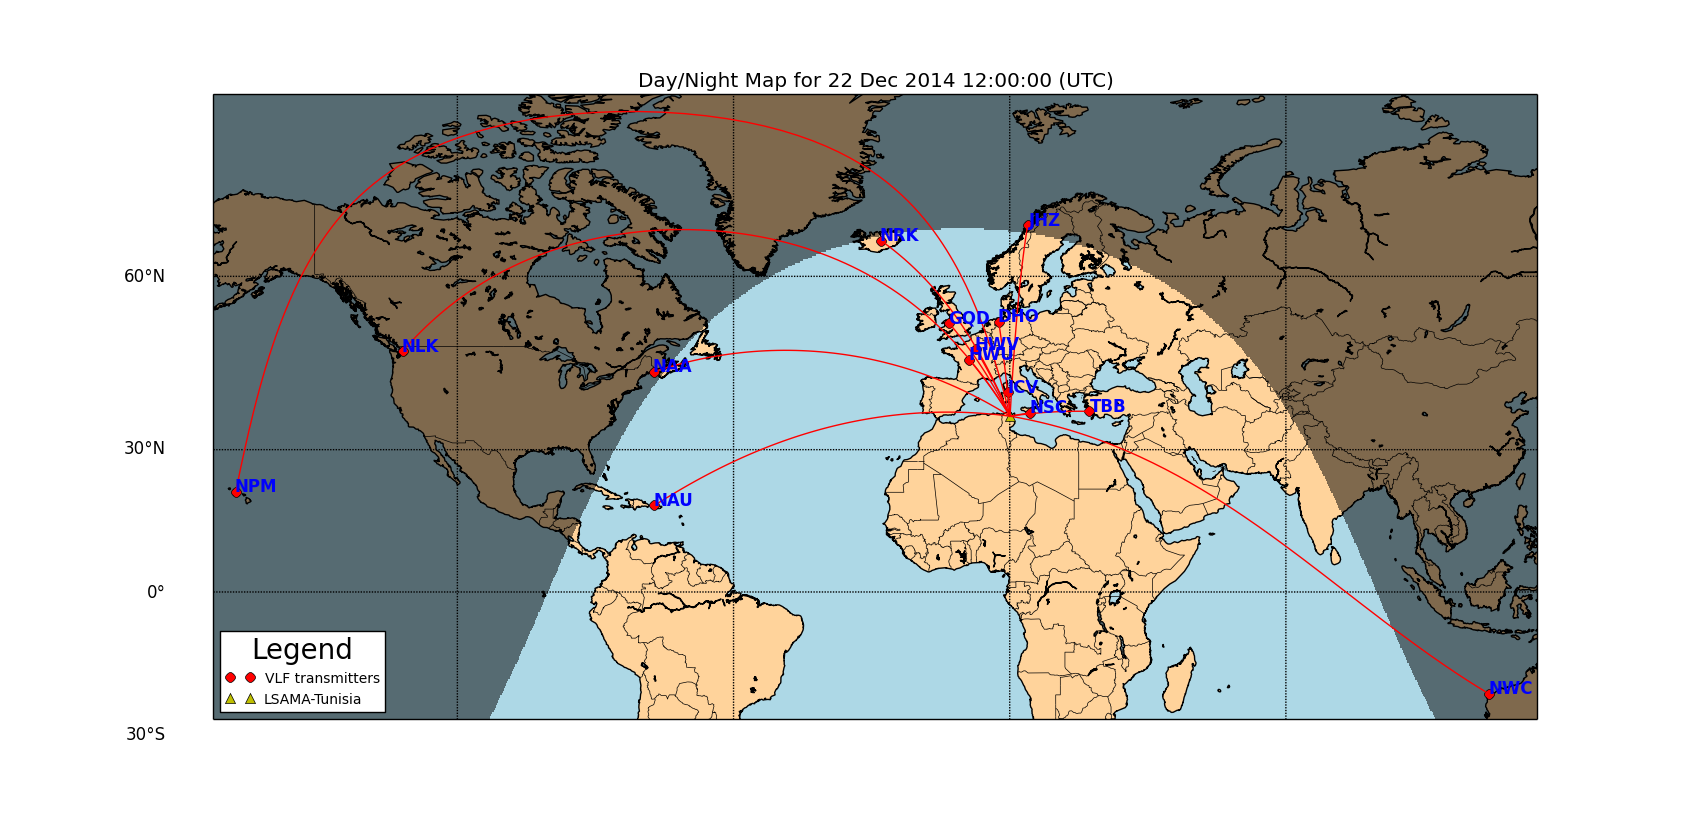 Day/Night Map for 22 Dec 2014 12:00:00 (UTC)
JHZ
NRK
60°N
GOD
DHO
NLK
HWV
HWU
NAA
ICV
NSC
TBB
30°N
NPM
NAU
0°
Legend
VLF transmitters
LSAMA-Tunisia
NWC
30°S